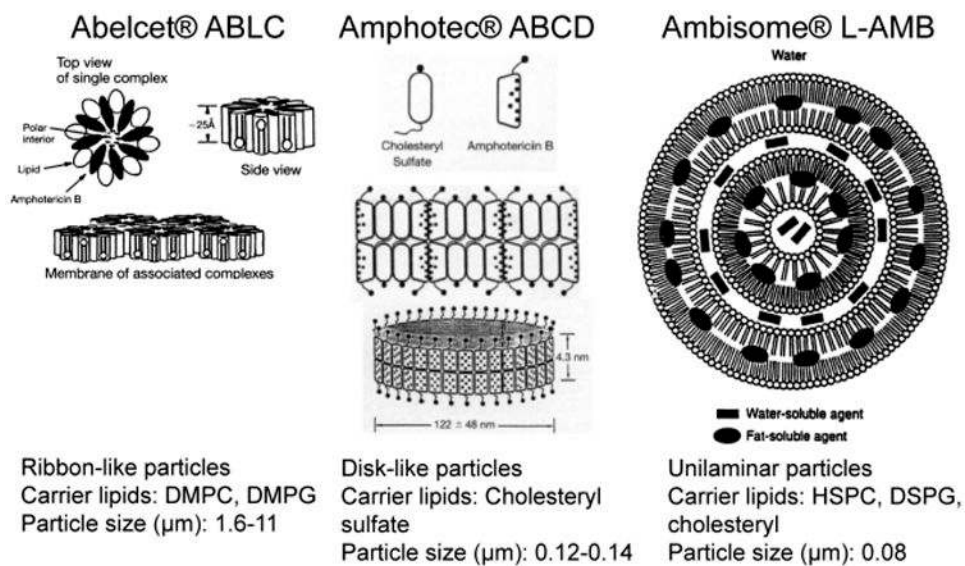 Abelcet® ABLC
Top view
of single complex
Polar
interior
Lipid
Amphotericin B
~25Å
Side view
Membrane of associated complexes
Ribbon-like particles
Carrier lipids: DMPC, DMPG
Particle size (µm): 1.6-11
Amphotec® ABCD
Cholesteryl
Sulfate
Amphotericiin B
4.3 nm
122 ± 48 nm
Disk-like particles
Carrier lipids: Cholesteryl
sulfate
Particle size (µm): 0.12-0.14
Ambisome® L-AMB
Water
Water-soluble agent
Fat-soluble agent
Unilaminar particles
Carrier lipids: HSPC, DSPG,
cholesteryl
Particle size (µm): 0.08